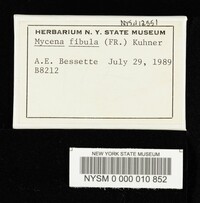 HERBARIUM N. Y. STATE MUSEUM
Mycena fibula (FR.) Kuhner
A.E. Bessette July 29, 1989
B8212
NEW YORK STATE MUSEUM
NYSM 0 000 010 852